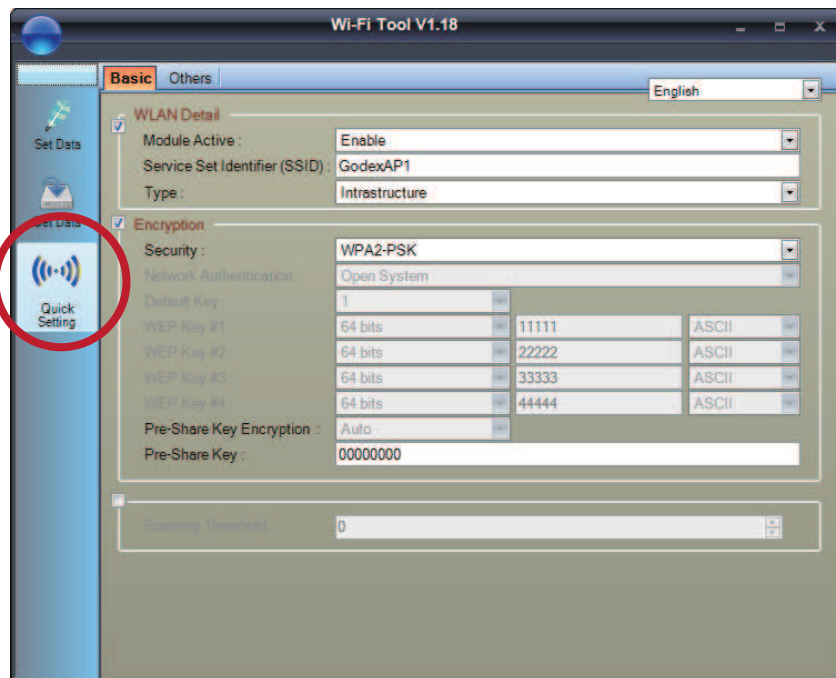 Wi-Fi Tool V1.18
Basic Others
English
WLAN Detail
Set Data
Module Active : Enable
Service Set Identifier (SSID) : GodexAP1
Type : Intrastructure
Get Data
Encryption
Security : WPA2-PSK
Network Authentication : Open System
Default Key 1
WEP Key #1 64 bits 11111 ASCII
Quick
Setting
WEP Key #2 64 bits 22222 ASCII
WEP Key #3 64 bits 33333 ASCII
WEP Key #4 64 bits 44444 ASCII
Pre-Share Key Encryption : Auto
Pre-Share Key : 00000000
Roaming Threshold 0